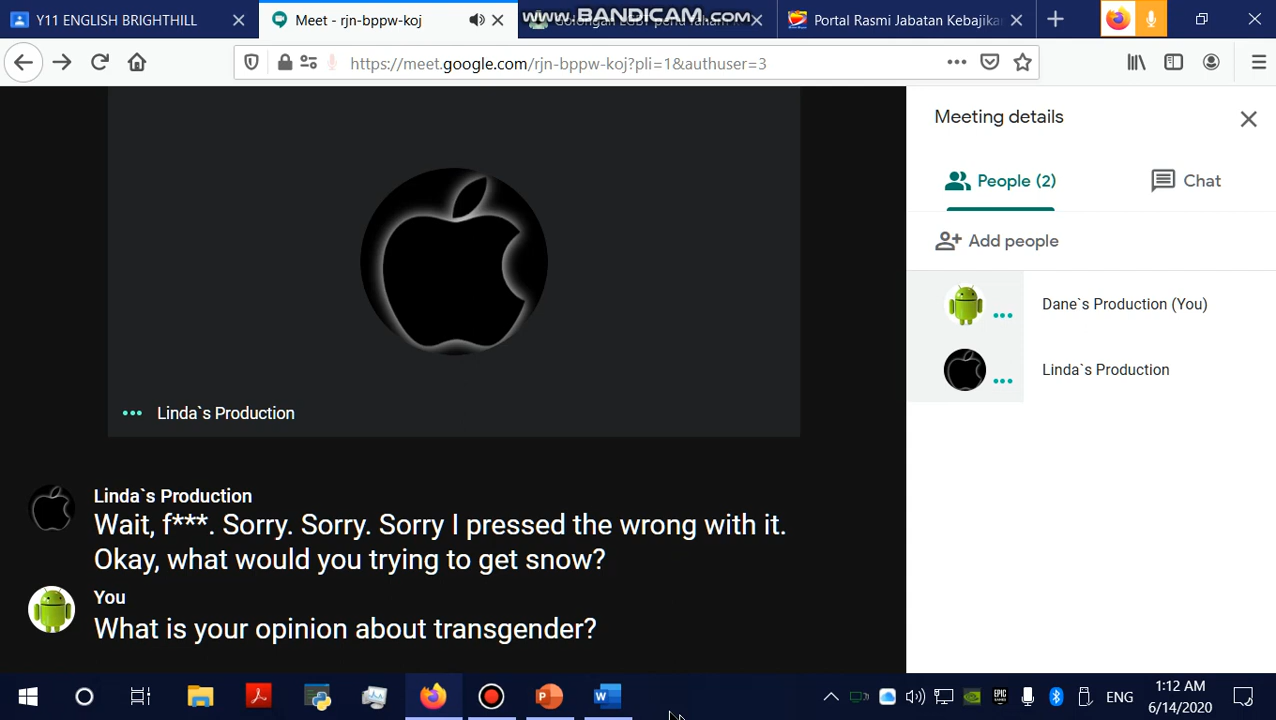 Y11 ENGLISH BRIGHTHILL
Meet - rjn-bppw-koj
www.BANDICAM.com
Portal Rasmi Jabatan Kebajikan
https://meet.google.com/rjn-bppw-koj?pli=1&authuser=3
Meeting details
People (2)
Chat
Add people
Dane`s Production (You)
Linda`s Production
Linda`s Production
Linda`s Production
Wait, f***. Sorry. Sorry. Sorry I pressed the wrong with it.
Okay, what would you trying to get snow?
You
What is your opinion about transgender?
ENG
1:12 AM
6/14/2020